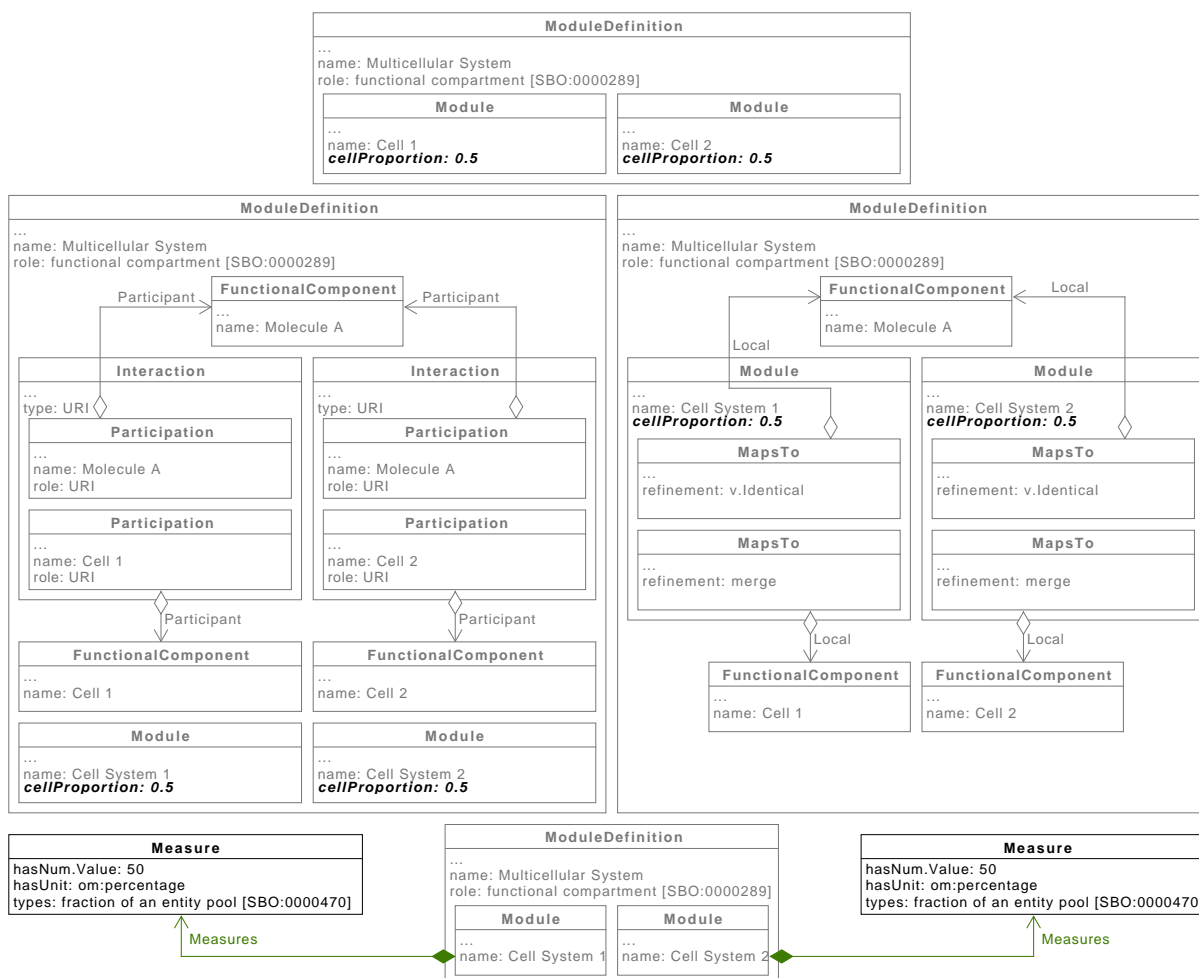 ModuleDefinition
...
name: Multicellular System
role: functional compartment [SBO:0000289]
Module
...
name: Cell 1
cellProportion: 0.5
Module
...
name: Cell 2
cellProportion: 0.5
ModuleDefinition
...
name: Multicellular System
role: functional compartment [SBO:0000289]
Participant
FunctionalComponent
...
name: Molecule A
Participant
Interaction
...
type: URI
Participation
...
name: Molecule A
role: URI
Participation
...
name: Cell 1
role: URI
Participant
FunctionalComponent
...
name: Cell 1
Module
...
name: Cell System 1
cellProportion: 0.5
Interaction
...
type: URI
Participation
...
name: Molecule A
role: URI
Participation
...
name: Cell 2
role: URI
Participant
FunctionalComponent
...
name: Cell 2
Module
...
name: Cell System 2
cellProportion: 0.5
ModuleDefinition
...
name: Multicellular System
role: functional compartment [SBO:0000289]
FunctionalComponent
...
name: Molecule A
Local
Local
Module
...
name: Cell System 1
cellProportion: 0.5
MapsTo
...
refinement: v.Identical
MapsTo
...
refinement: merge
Local
FunctionalComponent
...
name: Cell 1
Module
...
name: Cell System 2
cellProportion: 0.5
MapsTo
...
refinement: v.Identical
MapsTo
...
refinement: merge
Local
FunctionalComponent
...
name: Cell 2
Measure
hasNum.Value: 50
hasUnit: om:percentage
types: fraction of an entity pool [SBO:0000470]
Measures
ModuleDefinition
...
name: Multicellular System
role: functional compartment [SBO:0000289]
Module
...
name: Cell System 1
Module
...
name: Cell System 2
Measure
hasNum.Value: 50
hasUnit: om:percentage
types: fraction of an entity pool [SBO:0000470]
Measures